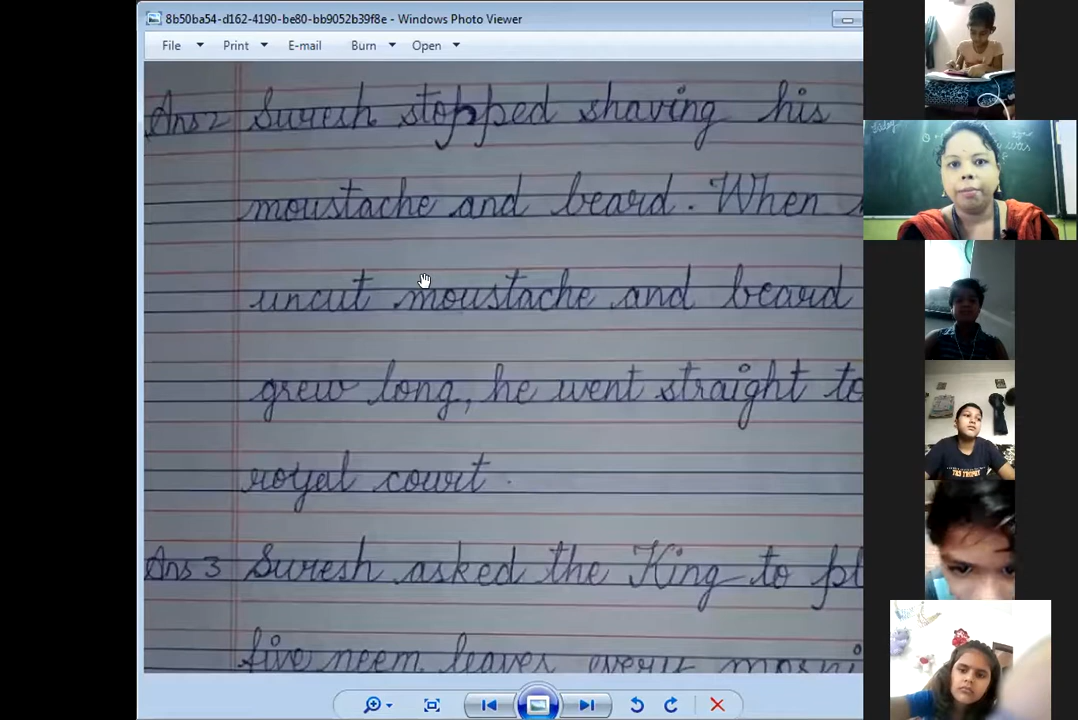 8b50ba54-d162-4190-be80-bb9052b39f8e - Windows Photo Viewer
File Print E-mail Burn Open
Ans 2 Suresh stopped shaving his
moustache and beard. When
uncut moustache and beard
grew long, he went straight to
royal court.
Ans 3 Suresh asked the King to pl
five neem leaves every morni